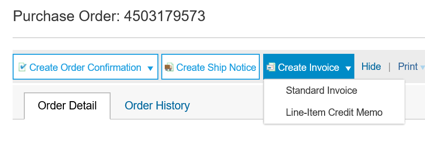 Purchase Order: 4503179573
Create Order Confirmation Create Ship Notice Create Invoice Hide | Print
Standard Invoice
Line-Item Credit Memo
Order Detail Order History